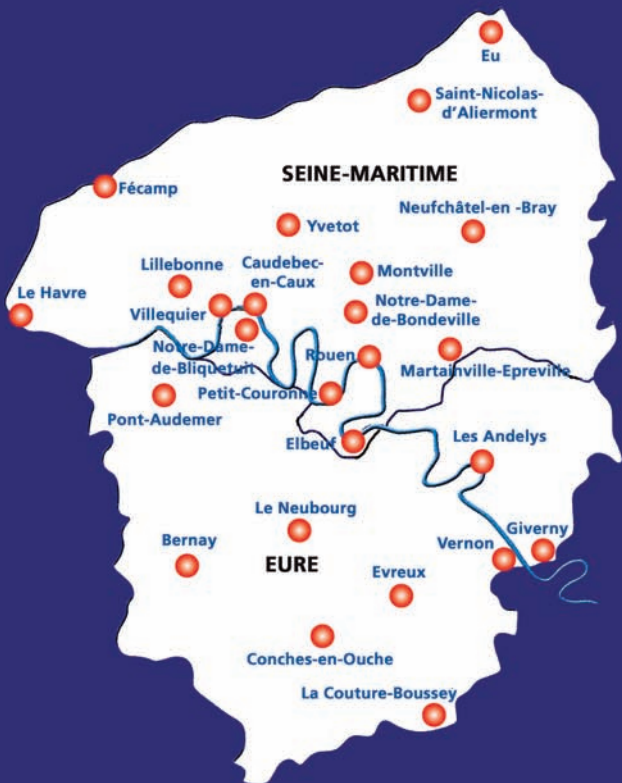 Eu
Saint-Nicolas-
d'Aliermont
SEINE-MARITIME
Fécamp
Neufchâtel-en -Bray
Yvetot
Lillebonne
Caudebec-
en-Caux
Montville
Le Havre
Villequier
Notre-Dame-
de-Bondeville
Notre-Dame-
de-Bliquetuit
Rouen
Martainville-Epreville
Petit-Couronne
Pont-Audemer
Elbeuf
Les Andelys
Le Neubourg
Bernay
EURE
Vernon
Giverny
Evreux
Conches-en-Ouche
La Couture-Boussey